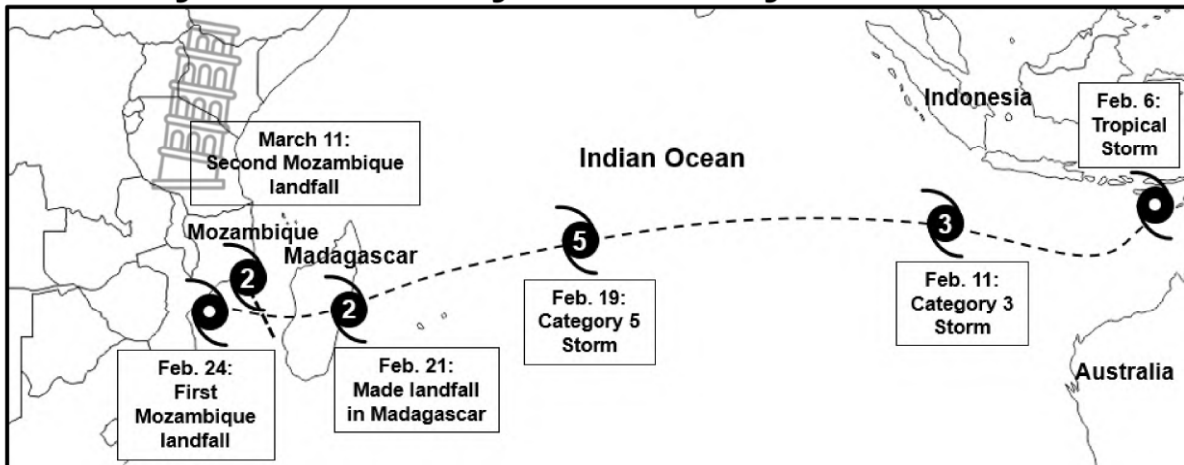 Indonesia
Feb. 6:
Tropical
Storm
March 11:
Second Mozambique
landfall
Indian Ocean
Mozambique
Madagascar
2
2
5
3
Feb. 24:
First
Mozambique
landfall
Feb. 21:
Made landfall
in Madagascar
Feb. 19:
Category 5
Storm
Feb. 11:
Category 3
Storm
Australia